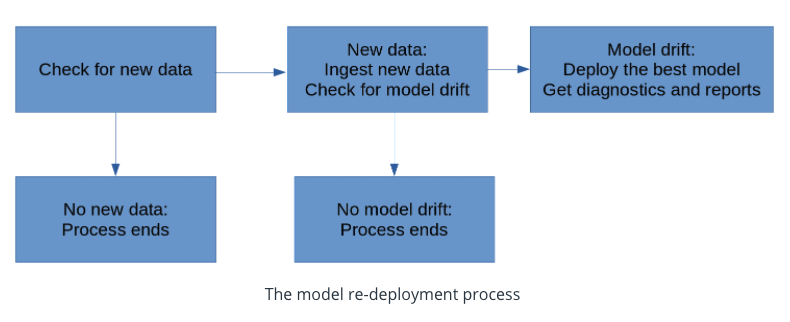 Check for new data
New data:
Ingest new data
Check for model drift
Model drift:
Deploy the best model
Get diagnostics and reports
No new data:
Process ends
No model drift:
Process ends
The model re-deployment process